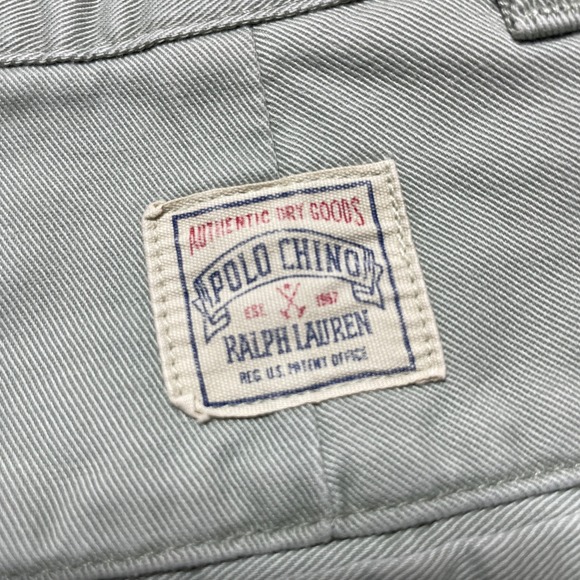 AUTHENTIC DRY GOODS
POLO CHINO
EST. 1967
RALPH LAUREN
REG. U.S. PATENT OFFICE